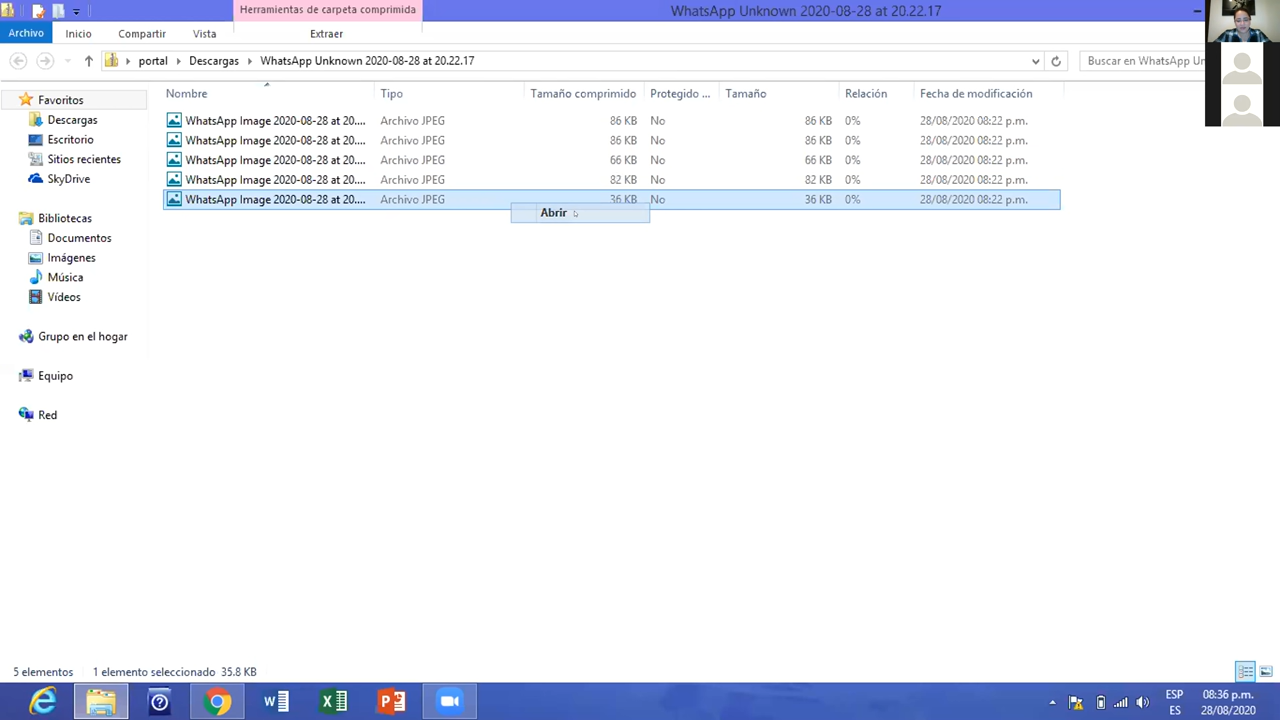 Herramientas de carpeta comprimida
WhatsApp Unknown 2020-08-28 at 20.22.17
Archivo Inicio Compartir Vista Extraer
portal Descargas WhatsApp Unknown 2020-08-28 at 20.22.17 Buscar en WhatsApp
Nombre Tipo Tamaño comprimido Protegido ... Tamaño Relación Fecha de modificación
WhatsApp Image 2020-08-28 at 20.... Archivo JPEG 86 KB No 86 KB 0% 28/08/2020 08:22 p.m.
WhatsApp Image 2020-08-28 at 20.... Archivo JPEG 86 KB No 86 KB 0% 28/08/2020 08:22 p.m.
WhatsApp Image 2020-08-28 at 20.... Archivo JPEG 66 KB No 66 KB 0% 28/08/2020 08:22 p.m.
WhatsApp Image 2020-08-28 at 20.... Archivo JPEG 82 KB No 82 KB 0% 28/08/2020 08:22 p.m.
WhatsApp Image 2020-08-28 at 20.... Archivo JPEG 36 KB No 36 KB 0% 28/08/2020 08:22 p.m.
Abrir
Favoritos
Descargas
Escritorio
Sitios recientes
SkyDrive
Bibliotecas
Documentos
Imágenes
Música
Vídeos
Grupo en el hogar
Equipo
Red
5 elementos 1 elemento seleccionado 35.8 KB
ESP 08:36 p.m.
ES 28/08/2020